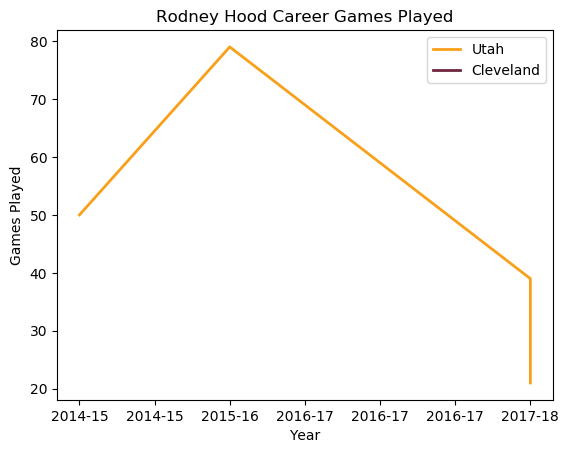 Rodney Hood Career Games Played
Utah
Cleveland
80
70
60
50
40
30
20
Games Played
2014-15 2014-15 2015-16 2016-17 2016-17 2016-17 2017-18
Year